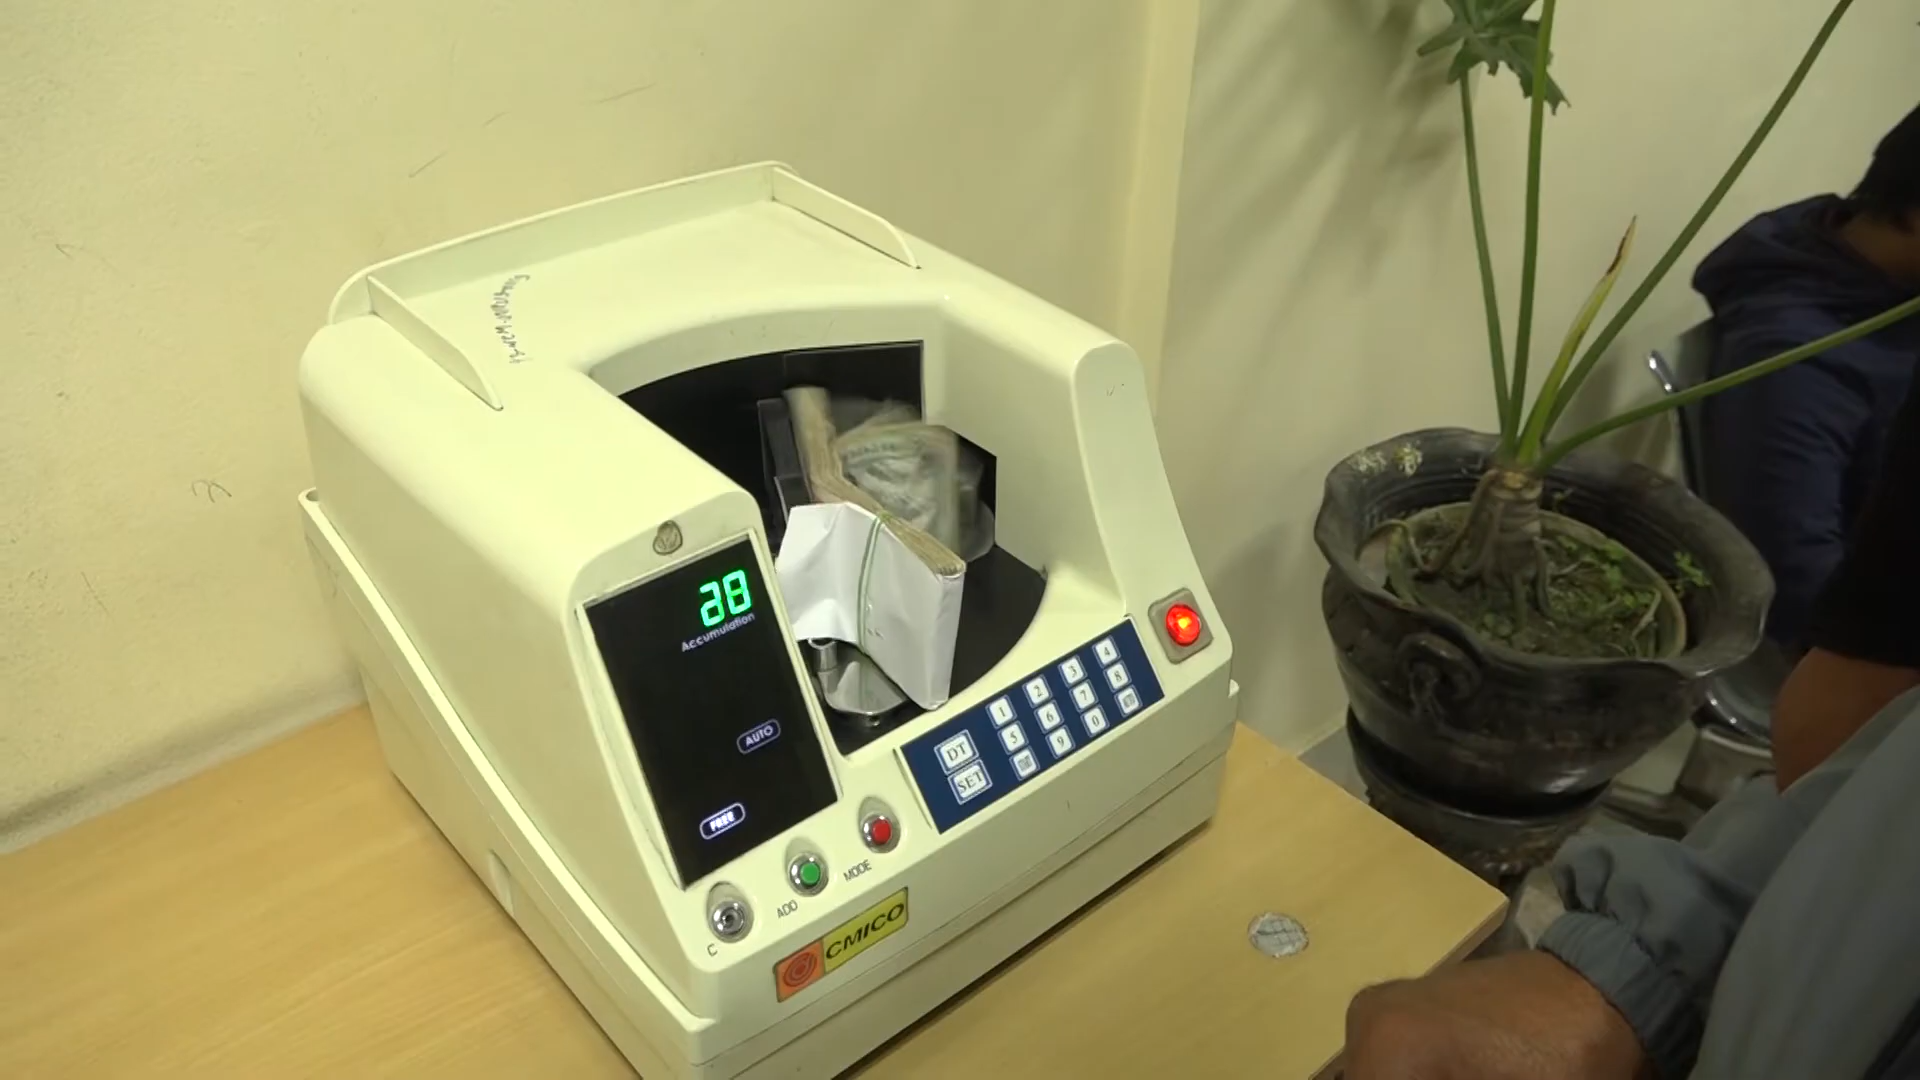 28
Accumulation
AUTO
FREE
DT
SET
1 2 3 4
5 6 7 8
9 0
C
ADD
MODE
CMICO